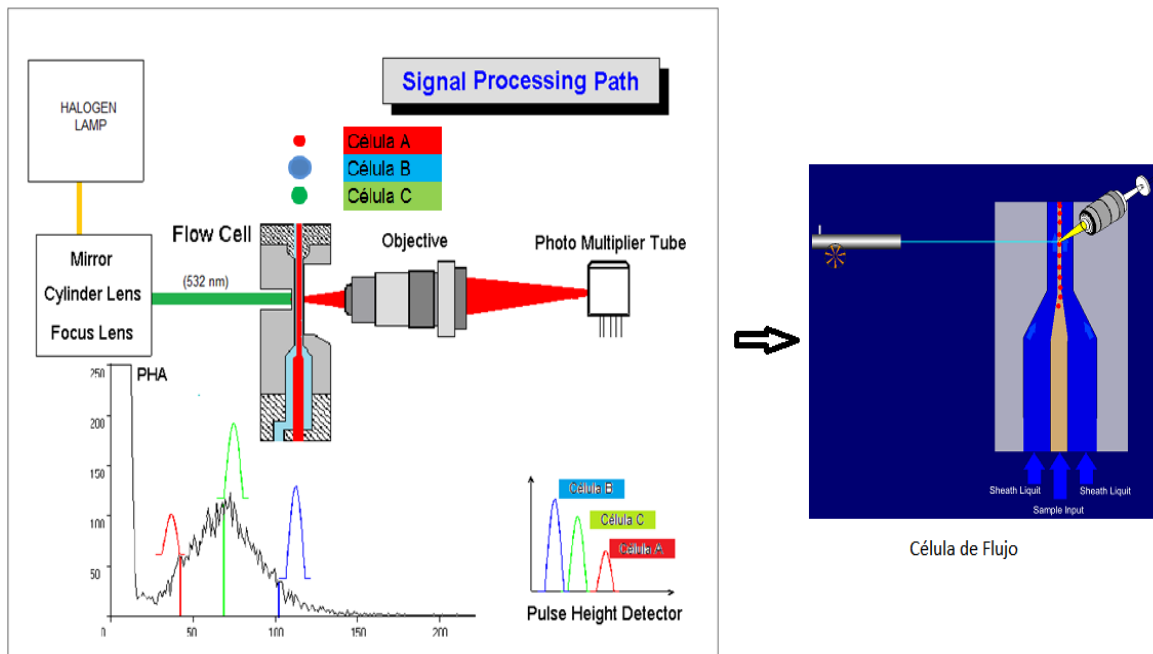 Signal Processing Path
HALOGEN
LAMP
Célula A
Célula B
Célula C
Flow Cell
Objective
Photo Multiplier Tube
Mirror
Cylinder Lens
Focus Lens
(532 nm)
PHA
250
200
150
100
50
0
50
100
150
200
Célula B
Célula C
Célula A
Pulse Height Detector
Sheath Liquit
Sheath Liquit
Sample Input
Célula de Flujo